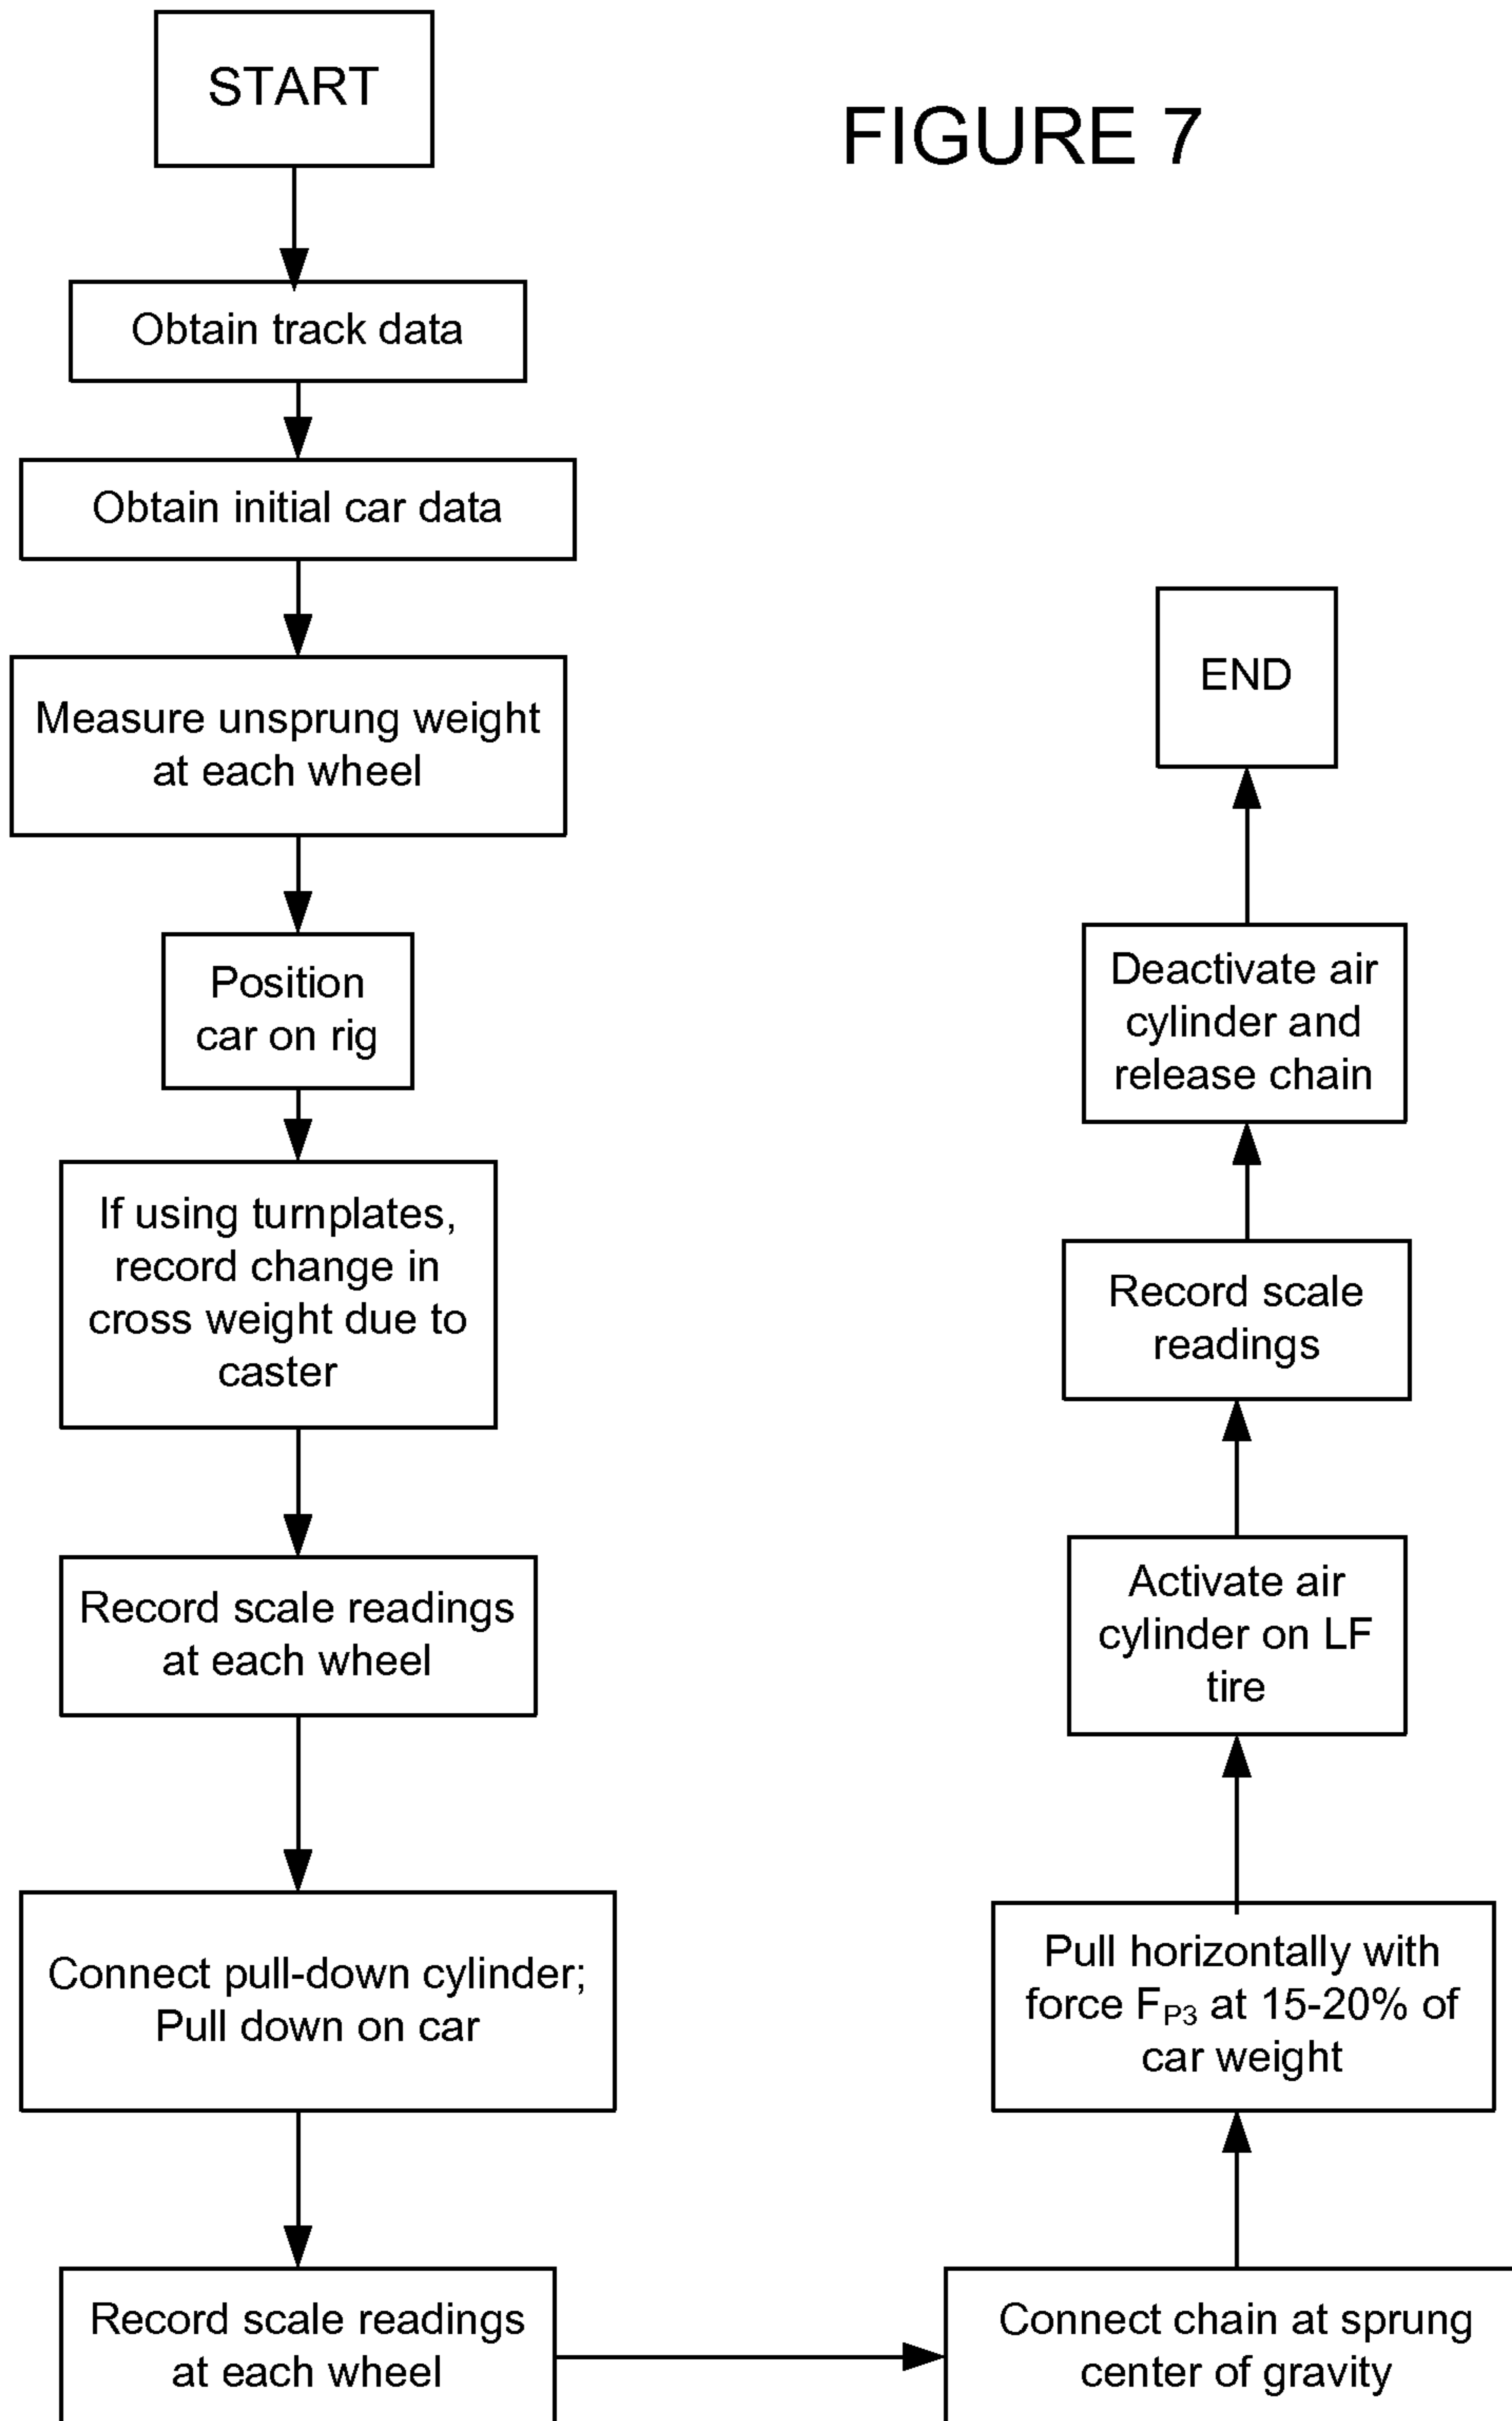 START
FIGURE 7
Obtain track data
Obtain initial car data
Measure unsprung weight
at each wheel
Position
car on rig
If using turnplates,
record change in
cross weight due to
caster
Record scale readings
at each wheel
Connect pull-down cylinder;
Pull down on car
Record scale readings
at each wheel
Connect chain at sprung
center of gravity
Pull horizontally with
force FP3 at 15-20% of
car weight
Activate air
cylinder on LF
tire
Record scale
readings
Deactivate air
cylinder and
release chain
END